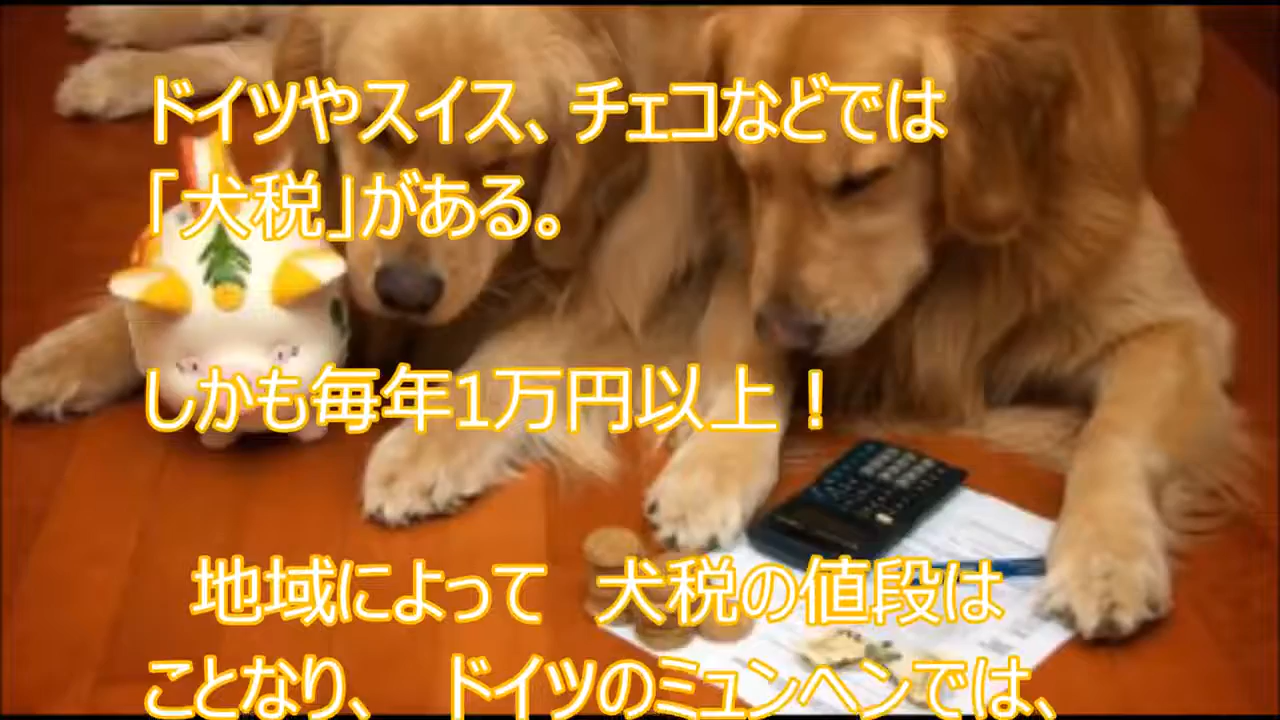 ドイツやスイス、チェコなどでは
「犬税」がある。
しかも毎年1万円以上！
地域によって　犬税の値段は
ことなり、　ドイツのミュンヘンでは、